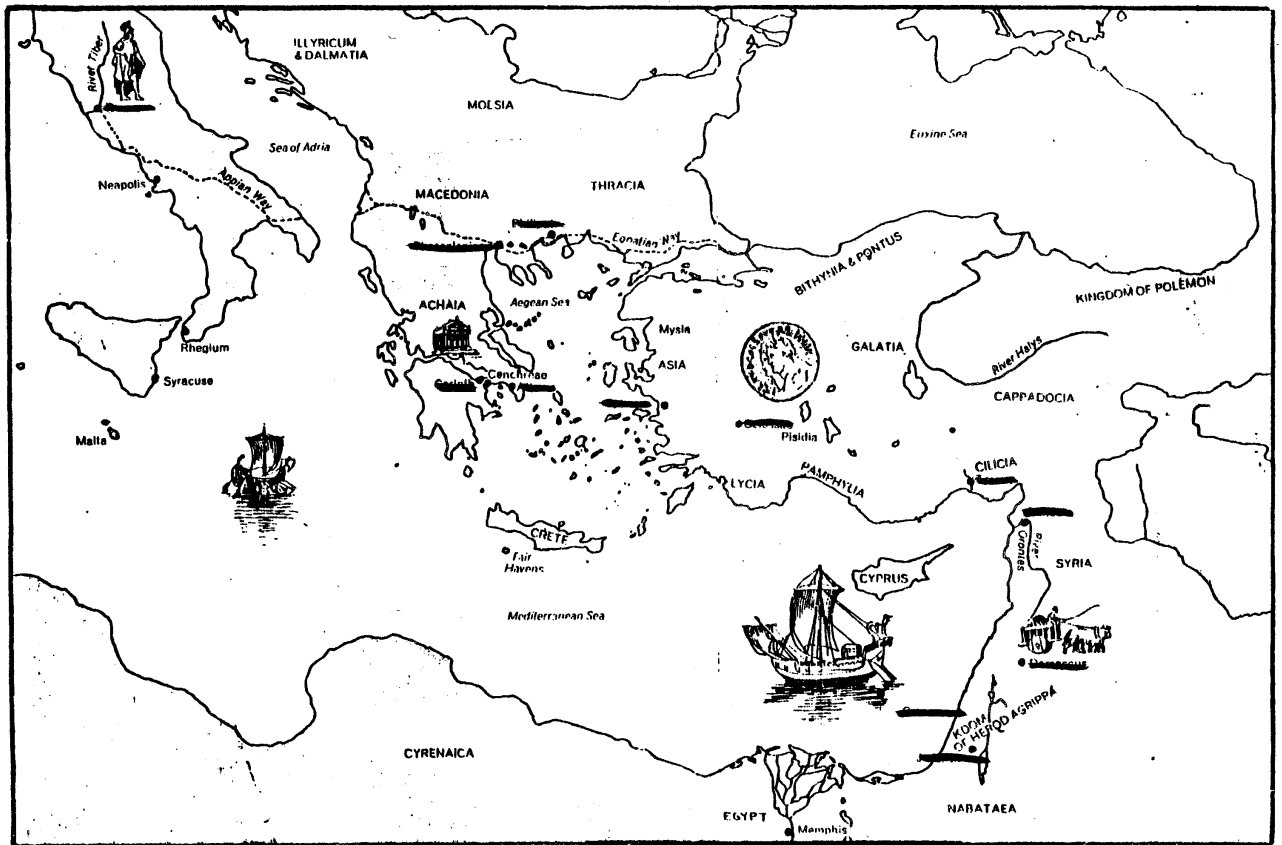 ILLYRICUM
& DALMATIA
River Tiber
MOESIA
Euxine Sea
Sea of Adria
Neapolis
Appian Way
MACEDONIA
THRACIA
Egnatian Way
BITHYNIA & PONTUS
KINGDOM OF POLEMON
ACHAIA
Aegean Sea
Mysia
Rhegium
GALATIA
River Halys
ASIA
Syracuse
Cenchreae
CAPPADOCIA
Malta
Pisidia
CILICIA
LYCIA
PAMPHYLIA
CRETE
Fair
Havens
River
Orontes
SYRIA
CYPRUS
Mediterranean Sea
Damascus
KDOM
OF HEROD AGRIPPA
CYRENAICA
NABATAEA
EGYPT
Memphis